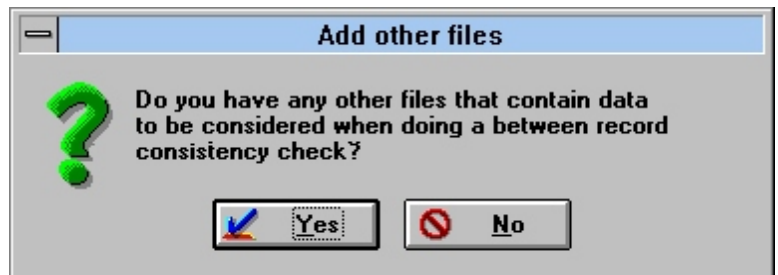 Add other files
Do you have any other files that contain data
to be considered when doing a between record
consistency check?
Yes No